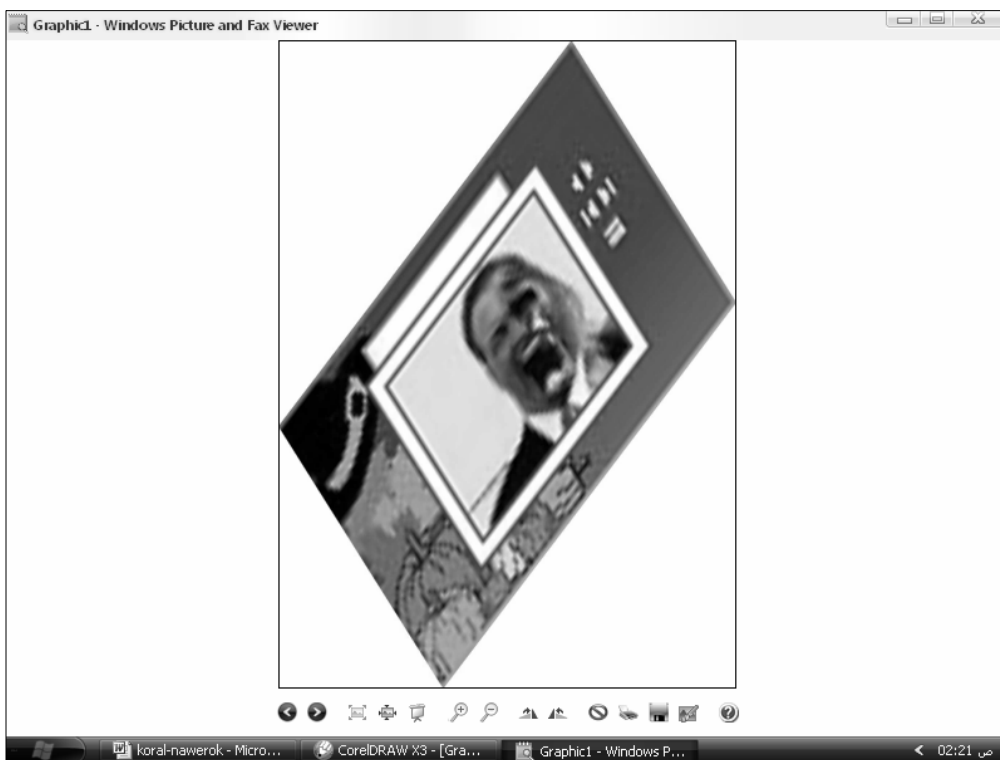 Graphic1 - Windows Picture and Fax Viewer
koral-nawerok - Micro...
CorelDRAW X3 - [Gra...
Graphic1 - Windows P...
02:21 ص